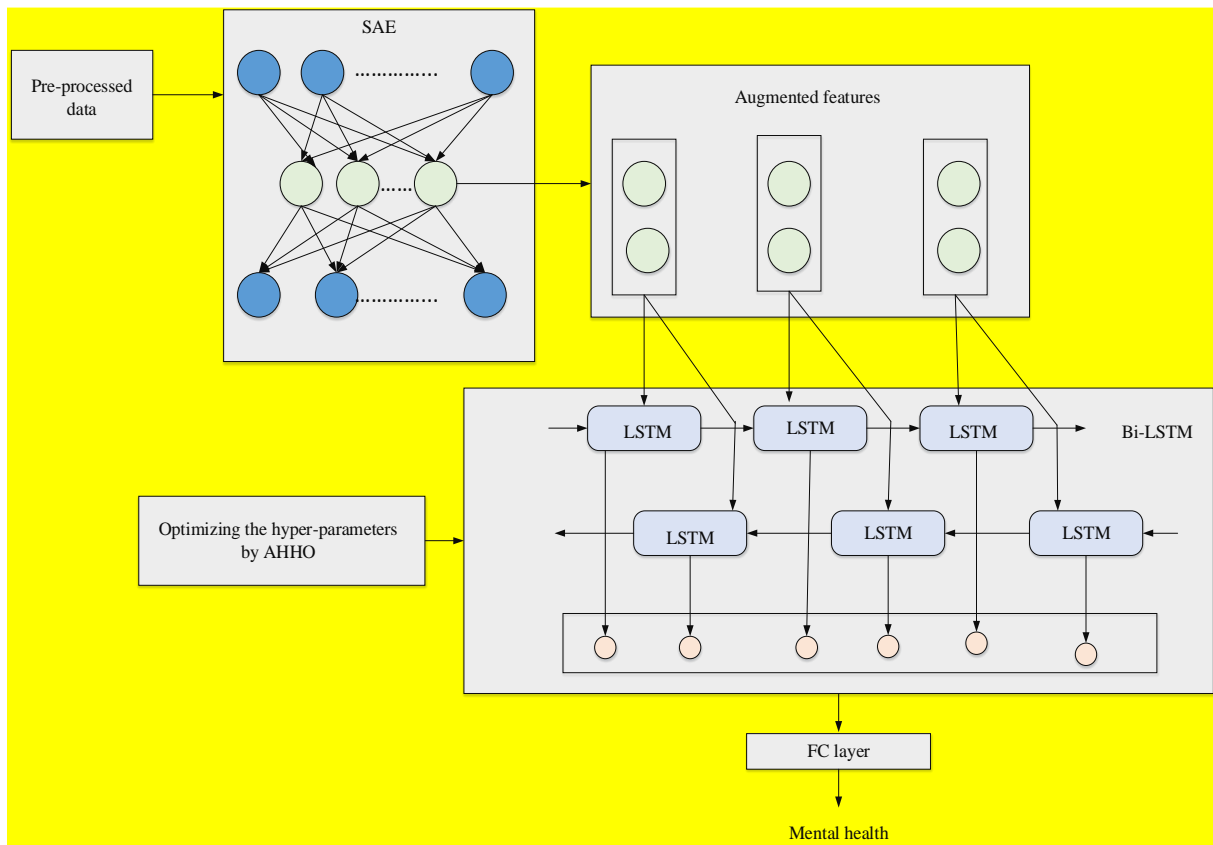 SAE
Pre-processed
data
Augmented features
LSTM
LSTM
LSTM
Bi-LSTM
Optimizing the hyper-parameters
by AHHO
LSTM
LSTM
LSTM
FC layer
Mental health